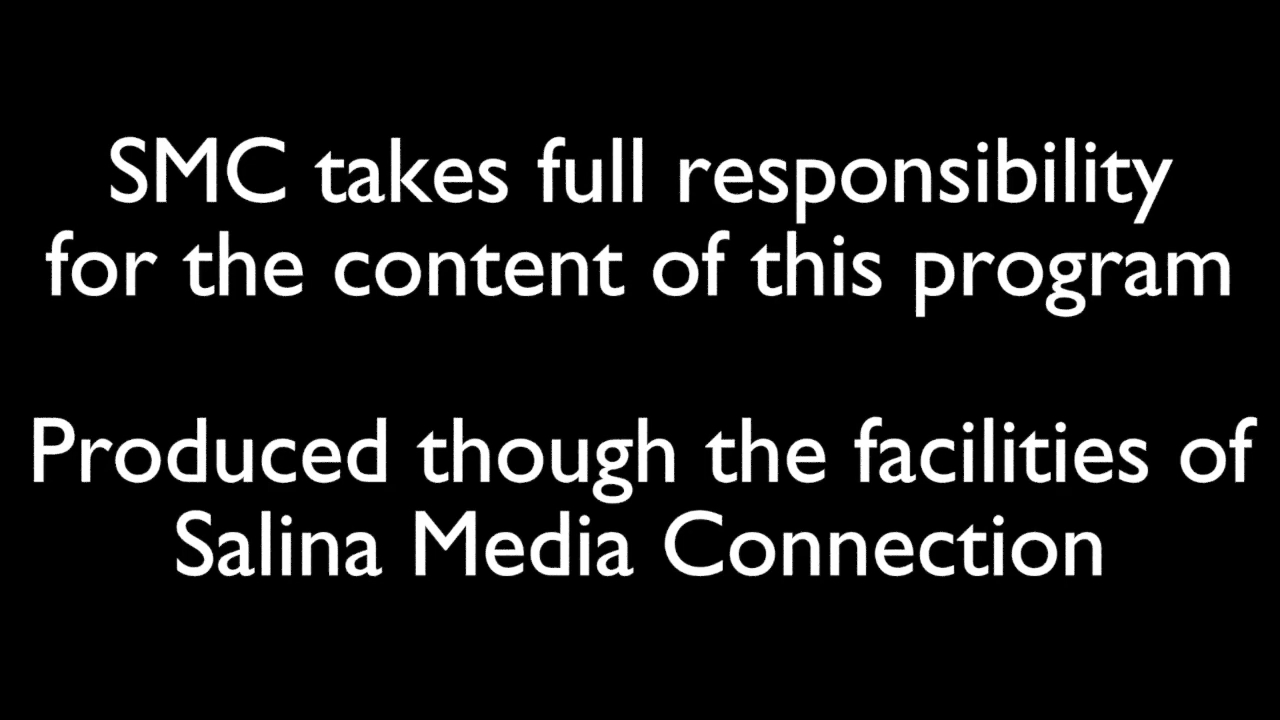 SMC takes full responsibility
for the content of this program
Produced though the facilities of
Salina Media Connection